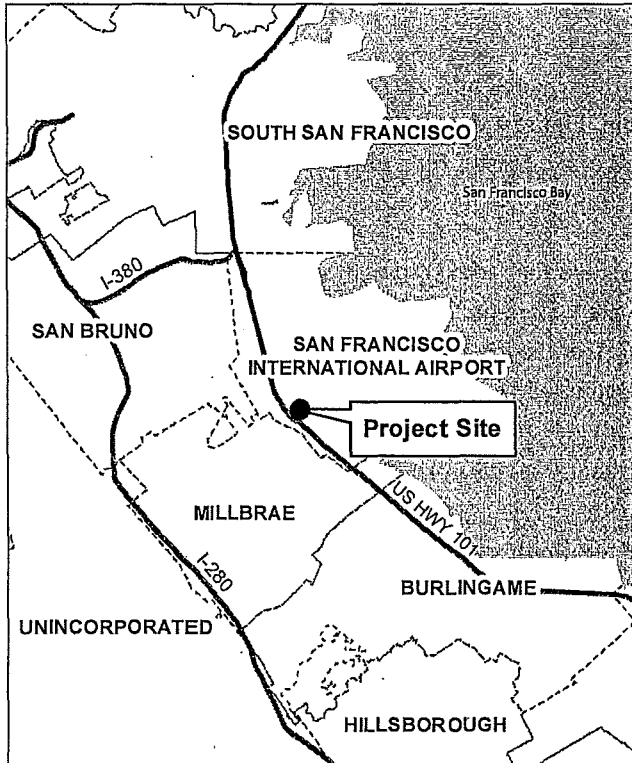 SOUTH SAN FRANCISCO
San Francisco Bay
I-380
SAN BRUNO
SAN FRANCISCO
INTERNATIONAL AIRPORT
Project Site
MILLBRAE
US HWY 101
I-280
BURLINGAME
UNINCORPORATED
HILLSBOROUGH